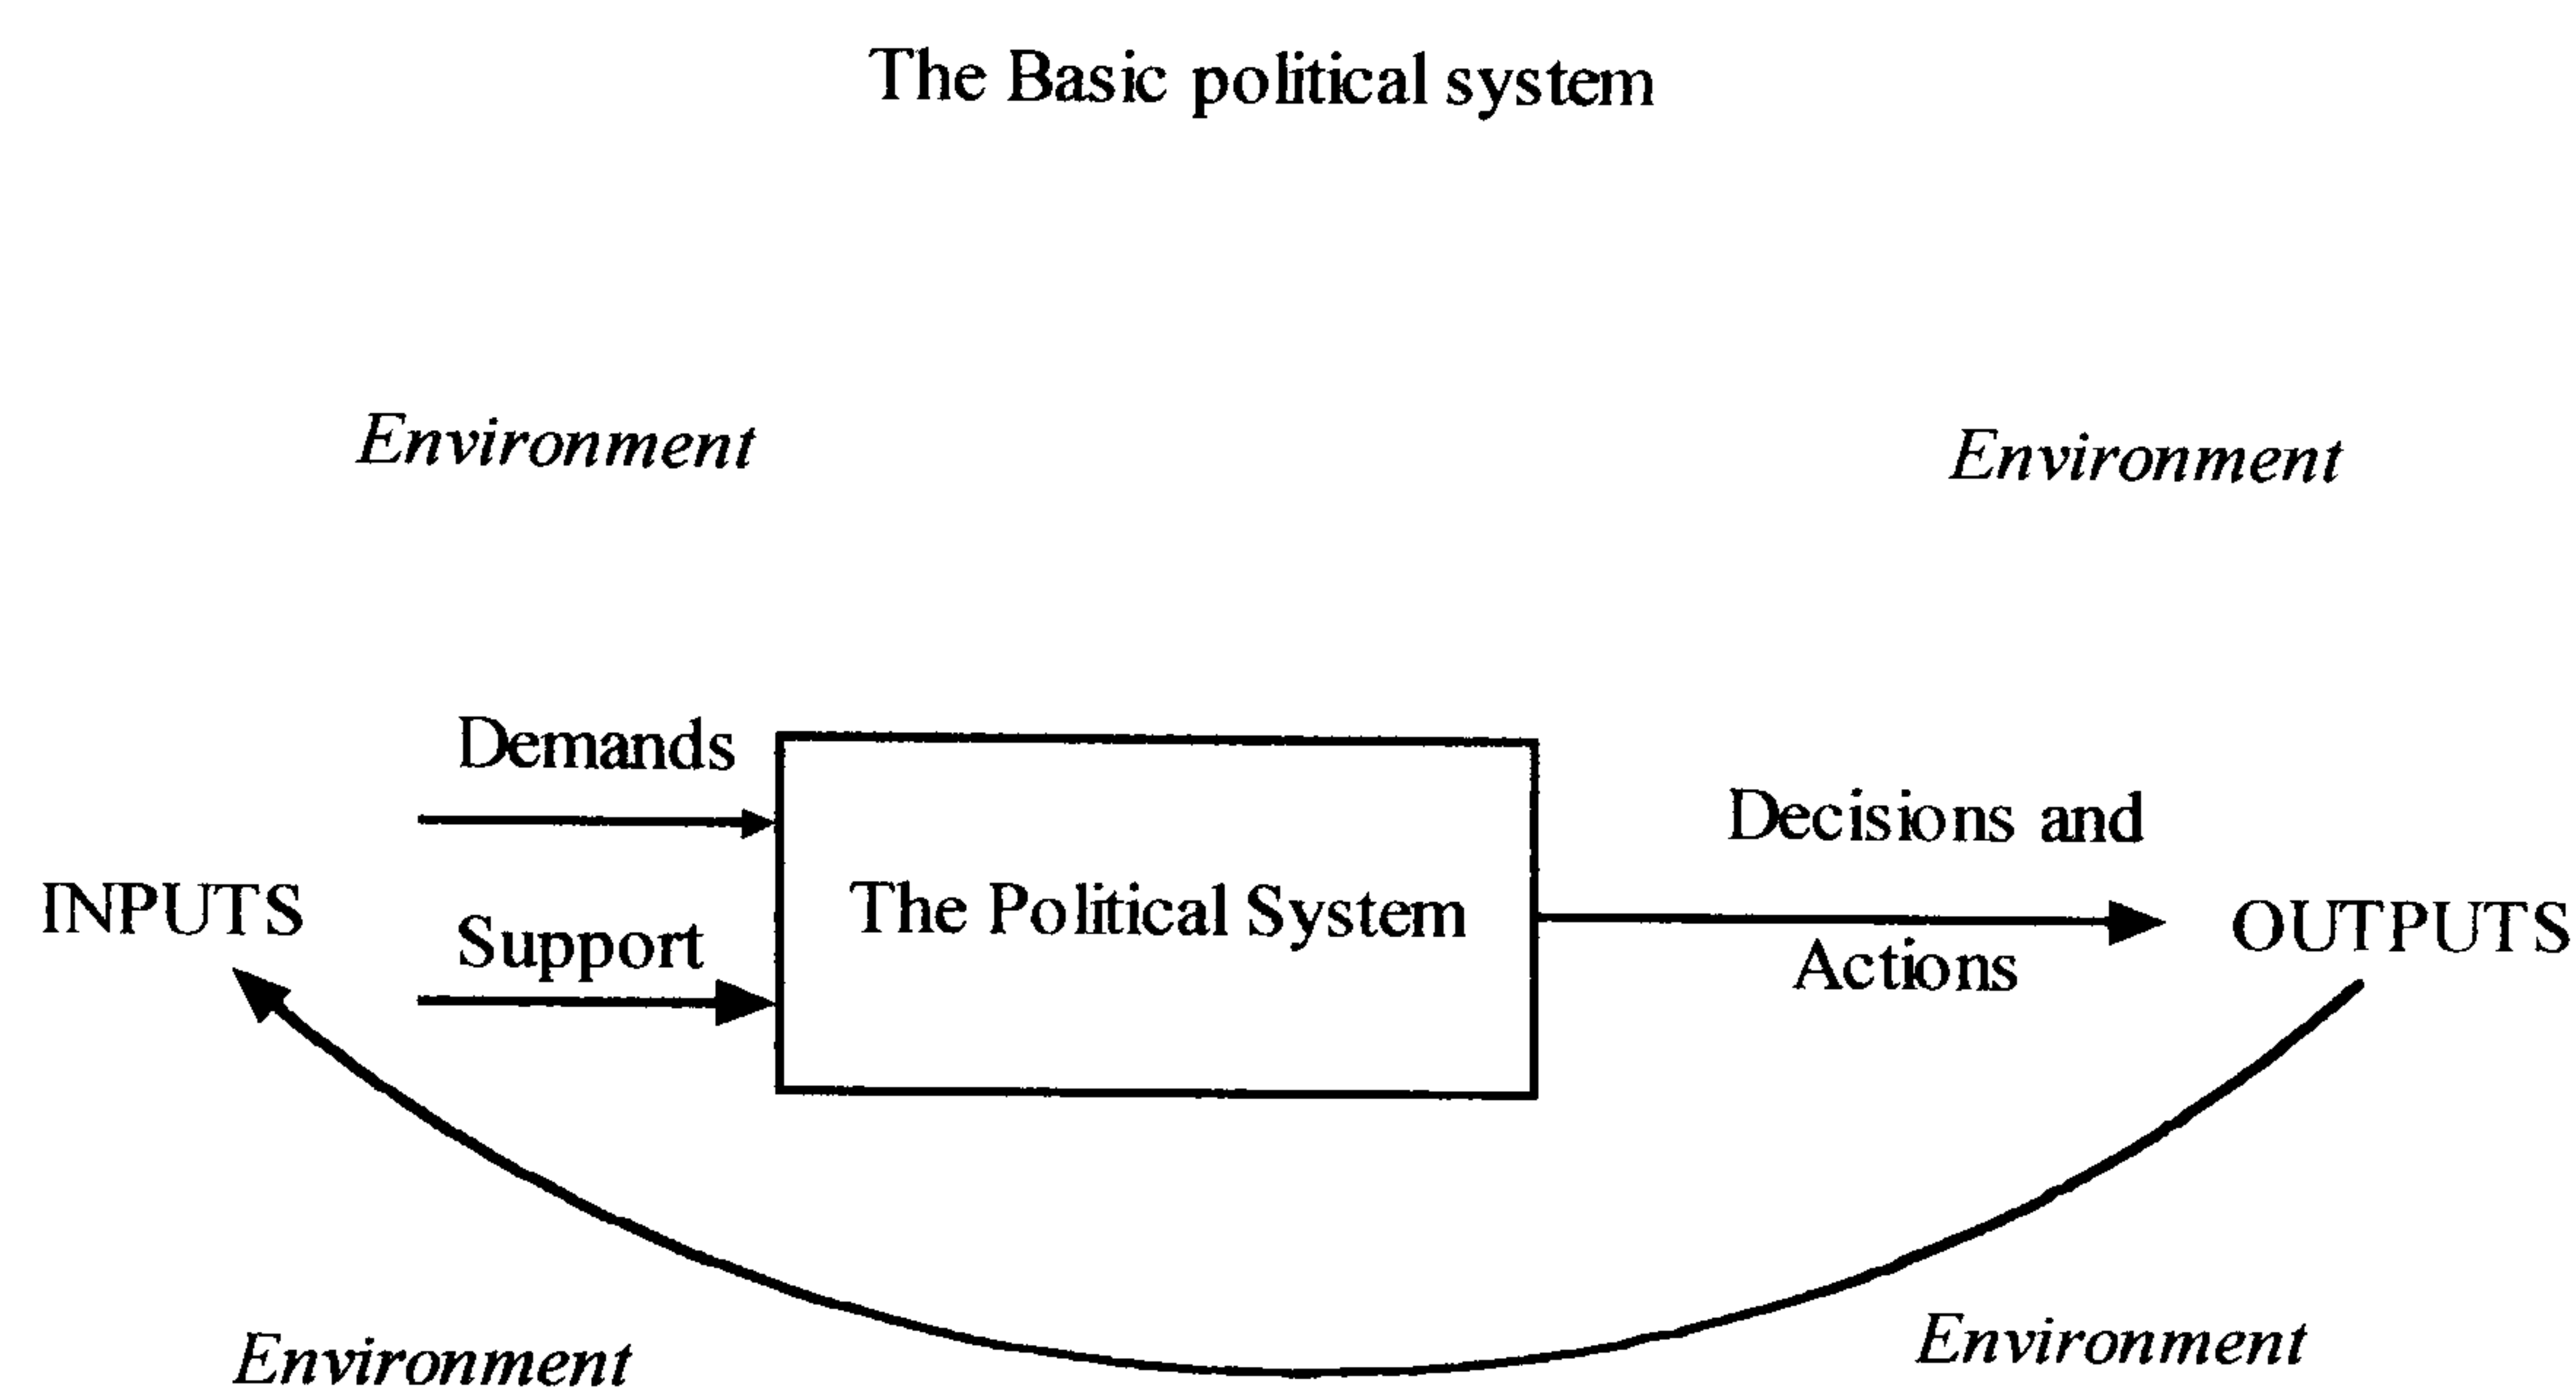 The Basic political system
Environment
Environment
Demands
Decisions and
INPUTS
The Political System
OUTPUTS
Support
Actions
Environment
Environment